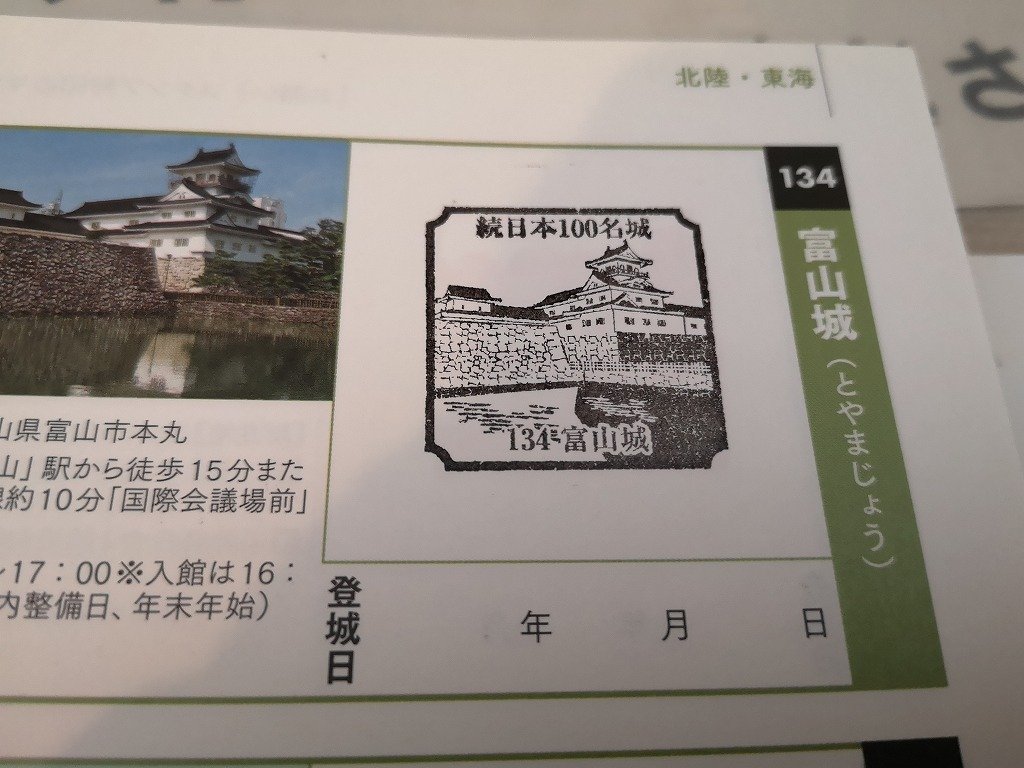 北陸・東海
134
富山城
（とやまじょう）
続日本100名城
134 富山城
山県富山市本丸
山」駅から徒歩15分また
約10分「国際会議場前」
17：00※入館は16：
内整備日、年末年始）
登城日
年 月 日
さ